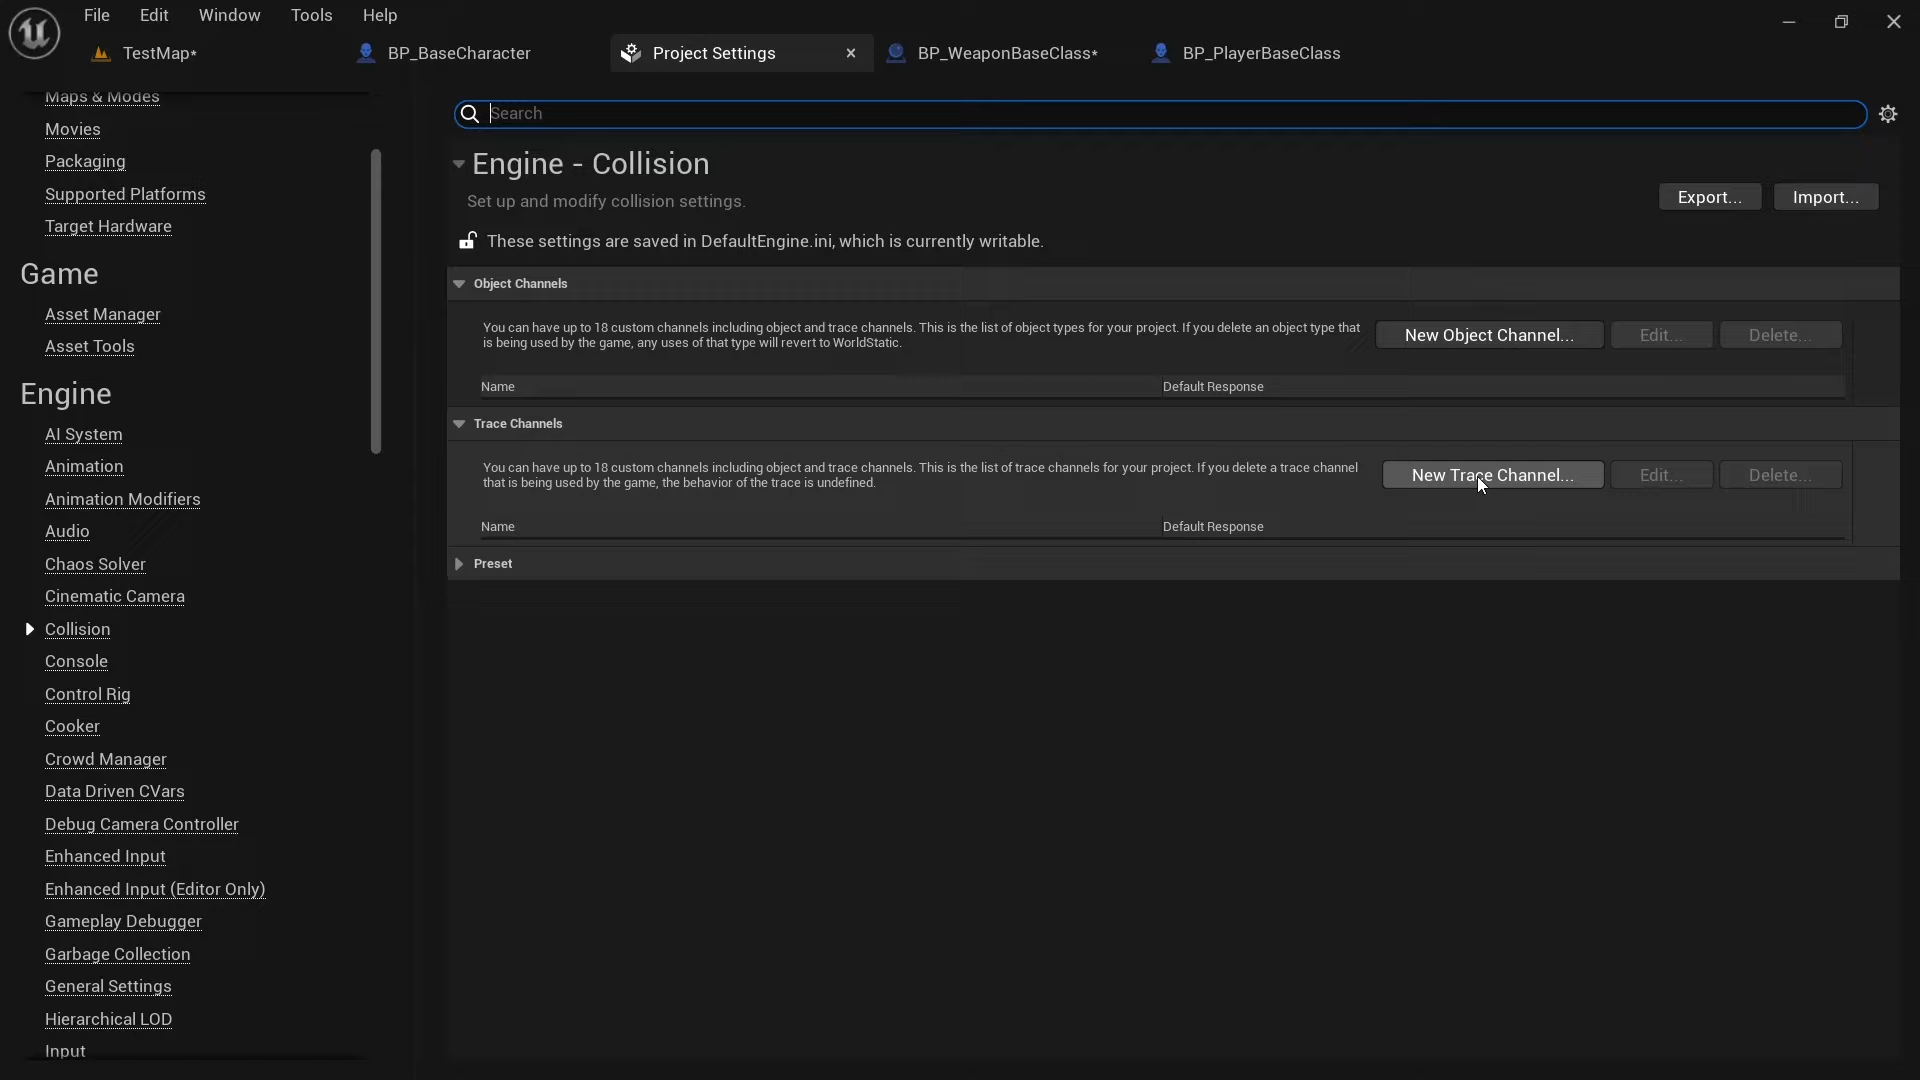 File Edit Window Tools Help
TestMap* BP_BaseCharacter Project Settings BP_WeaponBaseClass* BP_PlayerBaseClass
Maps & Modes
Movies
Packaging
Supported Platforms
Target Hardware
Game
Asset Manager
Asset Tools
Engine
AI System
Animation
Animation Modifiers
Audio
Chaos Solver
Cinematic Camera
Collision
Console
Control Rig
Cooker
Crowd Manager
Data Driven CVars
Debug Camera Controller
Enhanced Input
Enhanced Input (Editor Only)
Gameplay Debugger
Garbage Collection
General Settings
Hierarchical LOD
Input
Search
Engine - Collision
Set up and modify collision settings.
Export... Import...
These settings are saved in DefaultEngine.ini, which is currently writable.
Object Channels
You can have up to 18 custom channels including object and trace channels. This is the list of object types for your project. If you delete an object type that
is being used by the game, any uses of that type will revert to WorldStatic.
New Object Channel... Edit... Delete...
Name Default Response
Trace Channels
You can have up to 18 custom channels including object and trace channels. This is the list of trace channels for your project. If you delete a trace channel
that is being used by the game, the behavior of the trace is undefined.
New Trace Channel... Edit... Delete...
Name Default Response
Preset